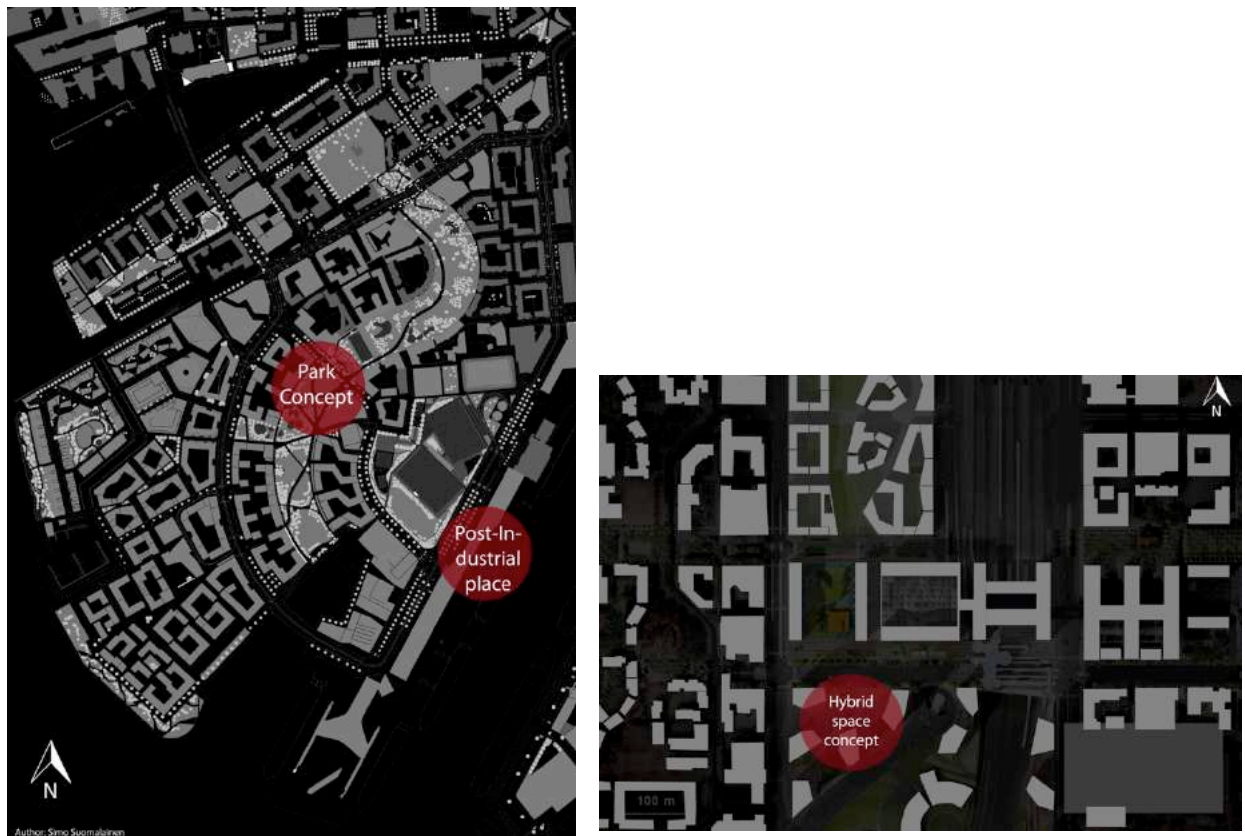 Park
Concept
Post-In-
dustrial
place
N
Author: Simo Suomalainen
N
Hybrid
space
concept
100 m